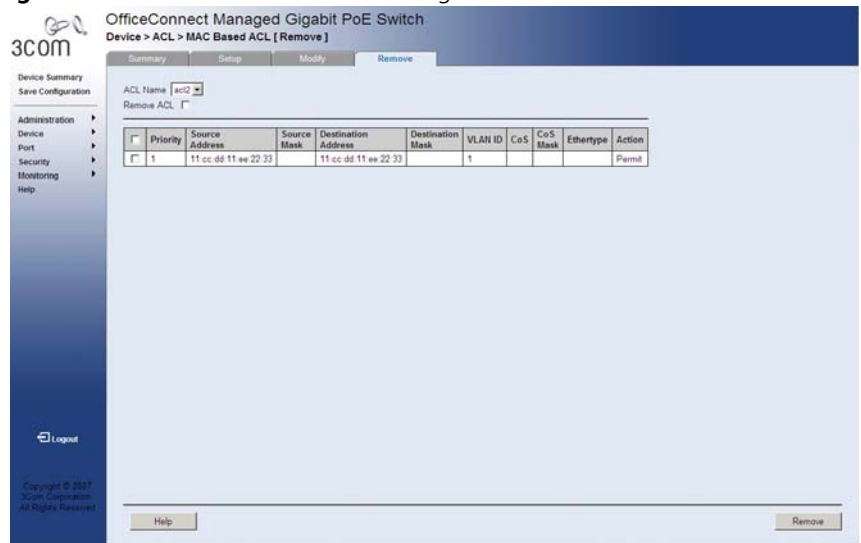 OfficeConnect Managed Gigabit PoE Switch
Device > ACL > MAC Based ACL [ Remove ]
3COM
Summary Setup Modify Remove
Device Summary
Save Configuration
Administration
Device
Port
Security
Monitoring
Help
ACL Name acl2
Remove ACL
Priority Source Address Source Mask Destination Address Destination Mask VLAN ID CoS CoS Mask Ethertype Action
1 11:cc:dd:11:ee:22:33 11:cc:dd:11:ee:22:33 1 Permit
Logout
Copyright © 2007
3Com Corporation.
All Rights Reserved.
Help Remove